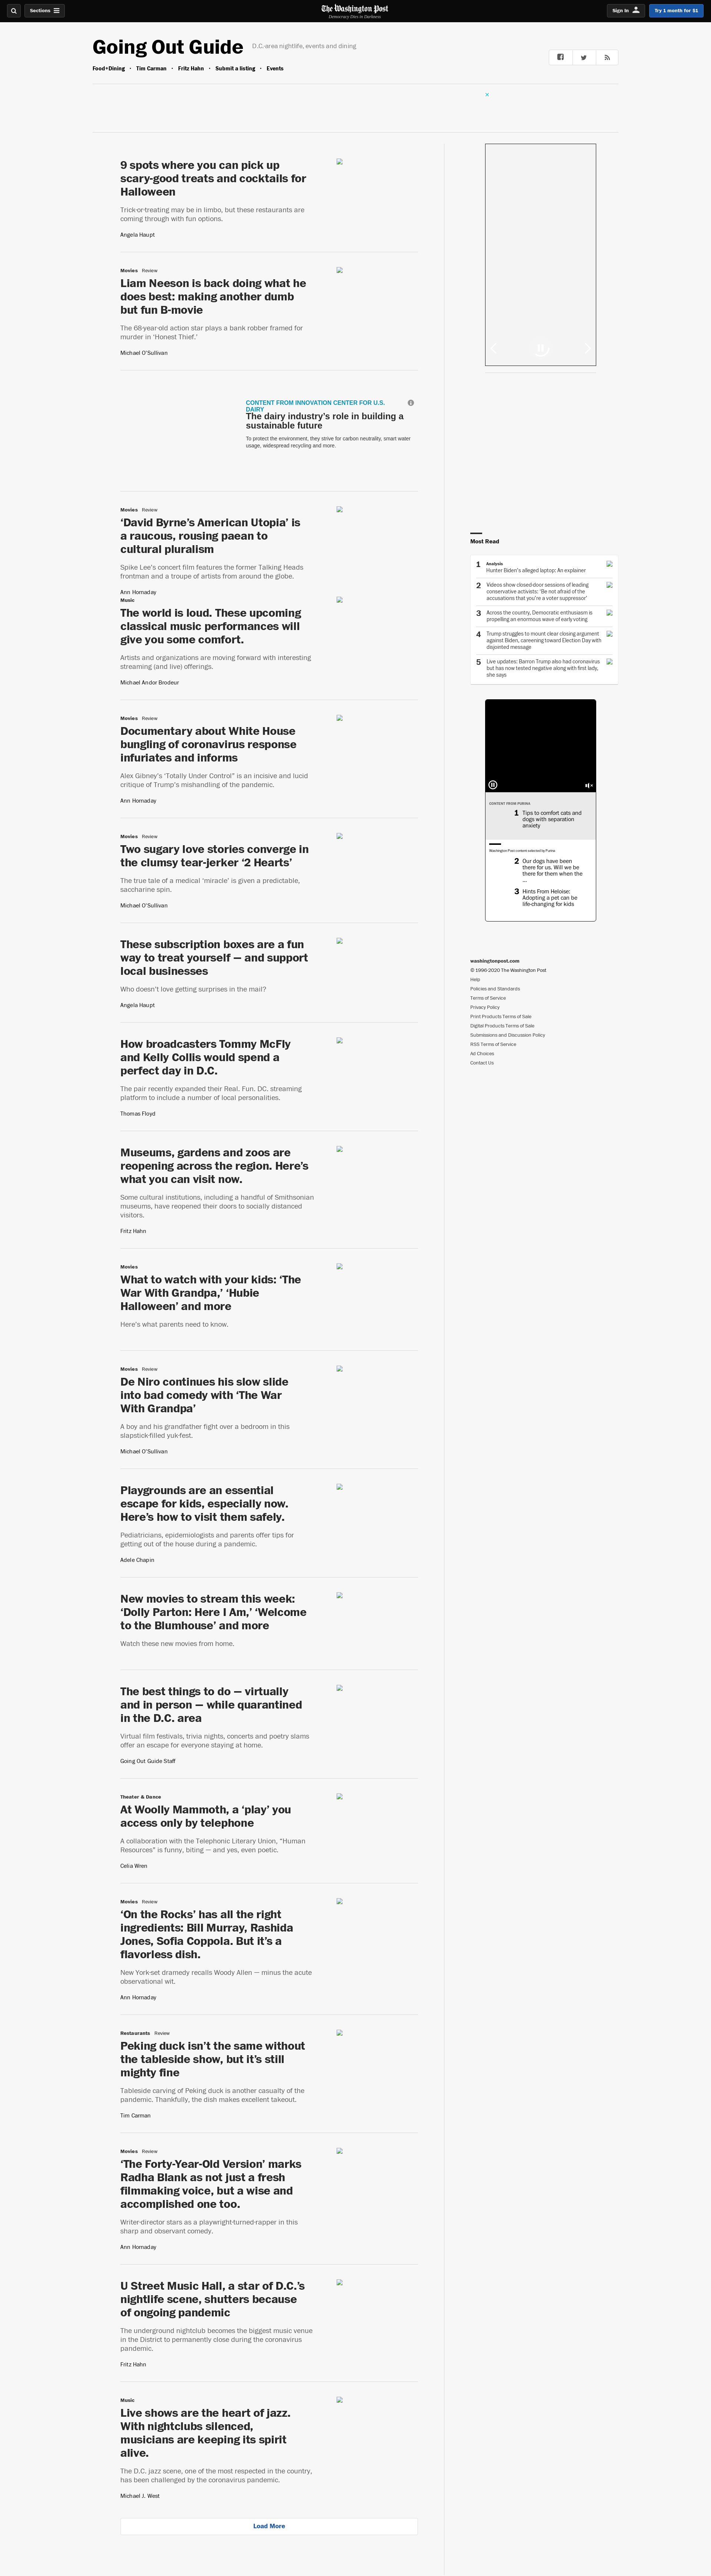 Sections
The Washington Post
Democracy Dies in Darkness
Sign In
Try 1 month for $1
Going Out Guide
D.C.-area nightlife, events and dining
Food+Dining • Tim Carman • Fritz Hahn • Submit a listing • Events
9 spots where you can pick up
scary-good treats and cocktails for
Halloween
Trick-or-treating may be in limbo, but these restaurants are
coming through with fun options.
Angela Haupt
Movies Review
Liam Neeson is back doing what he
does best: making another dumb
but fun B-movie
The 68-year-old action star plays a bank robber framed for
murder in ‘Honest Thief.’
Michael O'Sullivan
CONTENT FROM INNOVATION CENTER FOR U.S.
DAIRY
The dairy industry’s role in building a
sustainable future
To protect the environment, they strive for carbon neutrality, smart water
usage, widespread recycling and more.
Movies Review
‘David Byrne’s American Utopia’ is
a raucous, rousing paean to
cultural pluralism
Spike Lee’s concert film features the former Talking Heads
frontman and a troupe of artists from around the globe.
Ann Hornaday
Music
The world is loud. These upcoming
classical music performances will
give you some comfort.
Artists and organizations are moving forward with interesting
streaming (and live) offerings.
Michael Andor Brodeur
Movies Review
Documentary about White House
bungling of coronavirus response
infuriates and informs
Alex Gibney’s ‘Totally Under Control” is an incisive and lucid
critique of Trump’s mishandling of the pandemic.
Ann Hornaday
Movies Review
Two sugary love stories converge in
the clumsy tear-jerker ‘2 Hearts’
The true tale of a medical ‘miracle’ is given a predictable,
saccharine spin.
Michael O'Sullivan
These subscription boxes are a fun
way to treat yourself — and support
local businesses
Who doesn’t love getting surprises in the mail?
Angela Haupt
How broadcasters Tommy McFly
and Kelly Collis would spend a
perfect day in D.C.
The pair recently expanded their Real. Fun. DC. streaming
platform to include a number of local personalities.
Thomas Floyd
Museums, gardens and zoos are
reopening across the region. Here’s
what you can visit now.
Some cultural institutions, including a handful of Smithsonian
museums, have reopened their doors to socially distanced
visitors.
Fritz Hahn
Movies
What to watch with your kids: ‘The
War With Grandpa,’ ‘Hubie
Halloween’ and more
Here’s what parents need to know.
Movies Review
De Niro continues his slow slide
into bad comedy with ‘The War
With Grandpa’
A boy and his grandfather fight over a bedroom in this
slapstick-filled yuk-fest.
Michael O'Sullivan
Playgrounds are an essential
escape for kids, especially now.
Here’s how to visit them safely.
Pediatricians, epidemiologists and parents offer tips for
getting out of the house during a pandemic.
Adele Chapin
New movies to stream this week:
‘Dolly Parton: Here I Am,’ ‘Welcome
to the Blumhouse’ and more
Watch these new movies from home.
The best things to do — virtually
and in person — while quarantined
in the D.C. area
Virtual film festivals, trivia nights, concerts and poetry slams
offer an escape for everyone staying at home.
Going Out Guide Staff
Theater & Dance
At Woolly Mammoth, a ‘play’ you
access only by telephone
A collaboration with the Telephonic Literary Union, “Human
Resources” is funny, biting — and yes, even poetic.
Celia Wren
Movies Review
‘On the Rocks’ has all the right
ingredients: Bill Murray, Rashida
Jones, Sofia Coppola. But it’s a
flavorless dish.
New York-set dramedy recalls Woody Allen — minus the acute
observational wit.
Ann Hornaday
Restaurants Review
Peking duck isn’t the same without
the tableside show, but it’s still
mighty fine
Tableside carving of Peking duck is another casualty of the
pandemic. Thankfully, the dish makes excellent takeout.
Tim Carman
Movies Review
‘The Forty-Year-Old Version’ marks
Radha Blank as not just a fresh
filmmaking voice, but a wise and
accomplished one too.
Writer-director stars as a playwright-turned-rapper in this
sharp and observant comedy.
Ann Hornaday
U Street Music Hall, a star of D.C.’s
nightlife scene, shutters because
of ongoing pandemic
The underground nightclub becomes the biggest music venue
in the District to permanently close during the coronavirus
pandemic.
Fritz Hahn
Music
Live shows are the heart of jazz.
With nightclubs silenced,
musicians are keeping its spirit
alive.
The D.C. jazz scene, one of the most respected in the country,
has been challenged by the coronavirus pandemic.
Michael J. West
Load More
Most Read
1 Analysis
Hunter Biden’s alleged laptop: An explainer
2 Videos show closed-door sessions of leading
conservative activists: ‘Be not afraid of the
accusations that you’re a voter suppressor’
3 Across the country, Democratic enthusiasm is
propelling an enormous wave of early voting
4 Trump struggles to mount clear closing argument
against Biden, careening toward Election Day with
disjointed message
5 Live updates: Barron Trump also had coronavirus
but has now tested negative along with first lady,
she says
CONTENT FROM PURINA
1 Tips to comfort cats and
dogs with separation
anxiety
Washington Post content selected by Purina
2 Our dogs have been
there for us. Will we be
there for them when the
...
3 Hints From Heloise:
Adopting a pet can be
life-changing for kids
washingtonpost.com
© 1996-2020 The Washington Post
Help
Policies and Standards
Terms of Service
Privacy Policy
Print Products Terms of Sale
Digital Products Terms of Sale
Submissions and Discussion Policy
RSS Terms of Service
Ad Choices
Contact Us